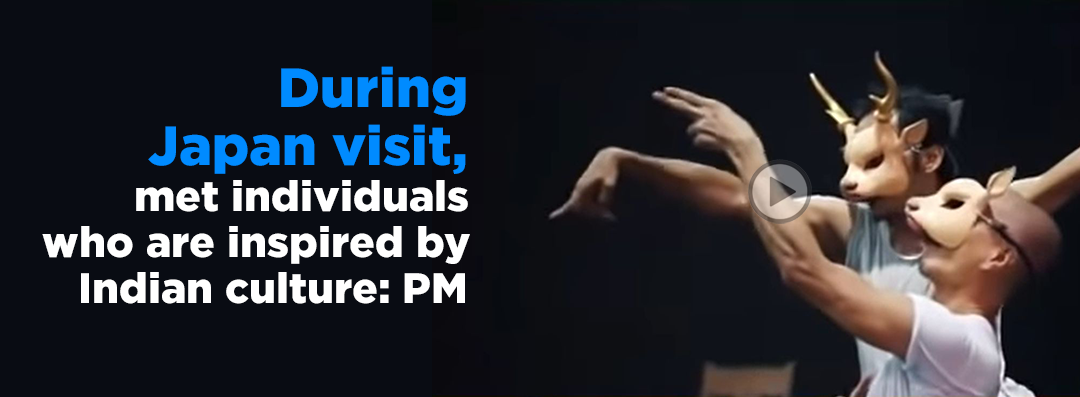 During
Japan visit,
met individuals
who are inspired by
Indian culture: PM